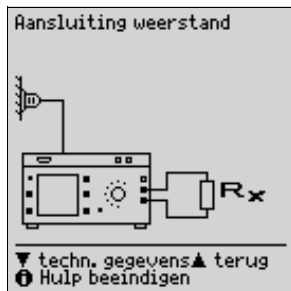 Aansluiting weerstand
Rx
▼ techn. gegevens▲ terug
ℹ Hulp beeindigen